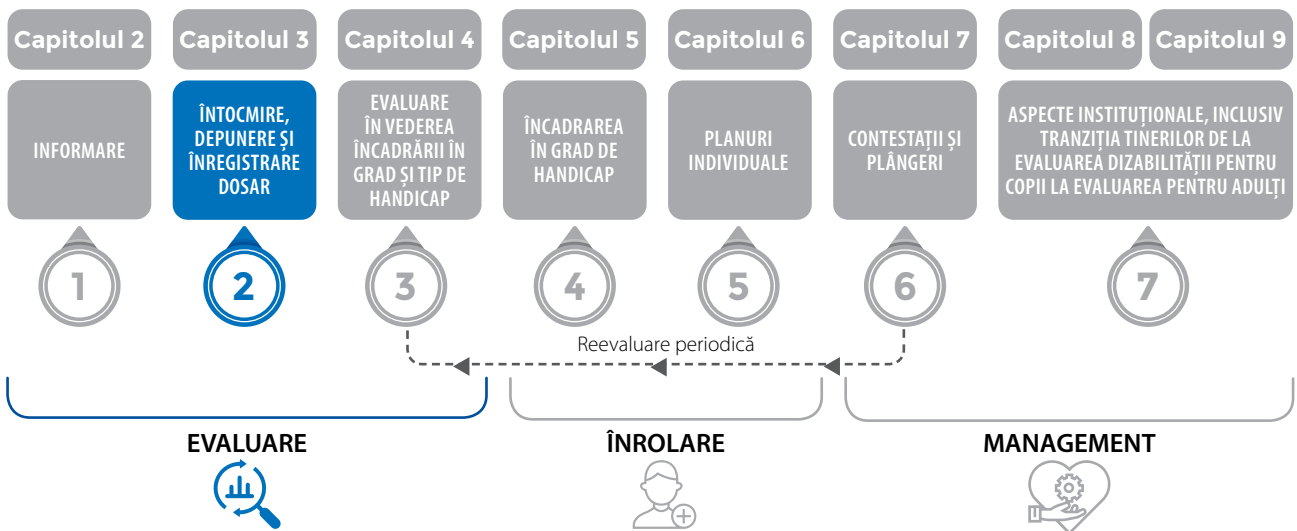 Capitolul 2
Capitolul 3
Capitolul 4
Capitolul 5
Capitolul 6
Capitolul 7
Capitolul 8
Capitolul 9
INFORMARE
ÎNTOCMIRE,
DEPUNERE ȘI
ÎNREGISTRARE
DOSAR
EVALUARE
ÎN VEDEREA
ÎNCADRĂRII ÎN
GRAD ȘI TIP DE
HANDICAP
ÎNCADRAREA
ÎN GRAD DE
HANDICAP
PLANURI
INDIVIDUALE
CONTESTAȚII ȘI
PLÂNGERI
ASPECTE INSTITUȚIONALE, INCLUSIV
TRANZIȚIA TINERILOR DE LA
EVALUAREA DIZABILITĂȚII PENTRU
COPII LA EVALUAREA PENTRU ADULȚI
1
2
3
4
5
6
7
Reevaluare periodică
EVALUARE
ÎNROLARE
MANAGEMENT